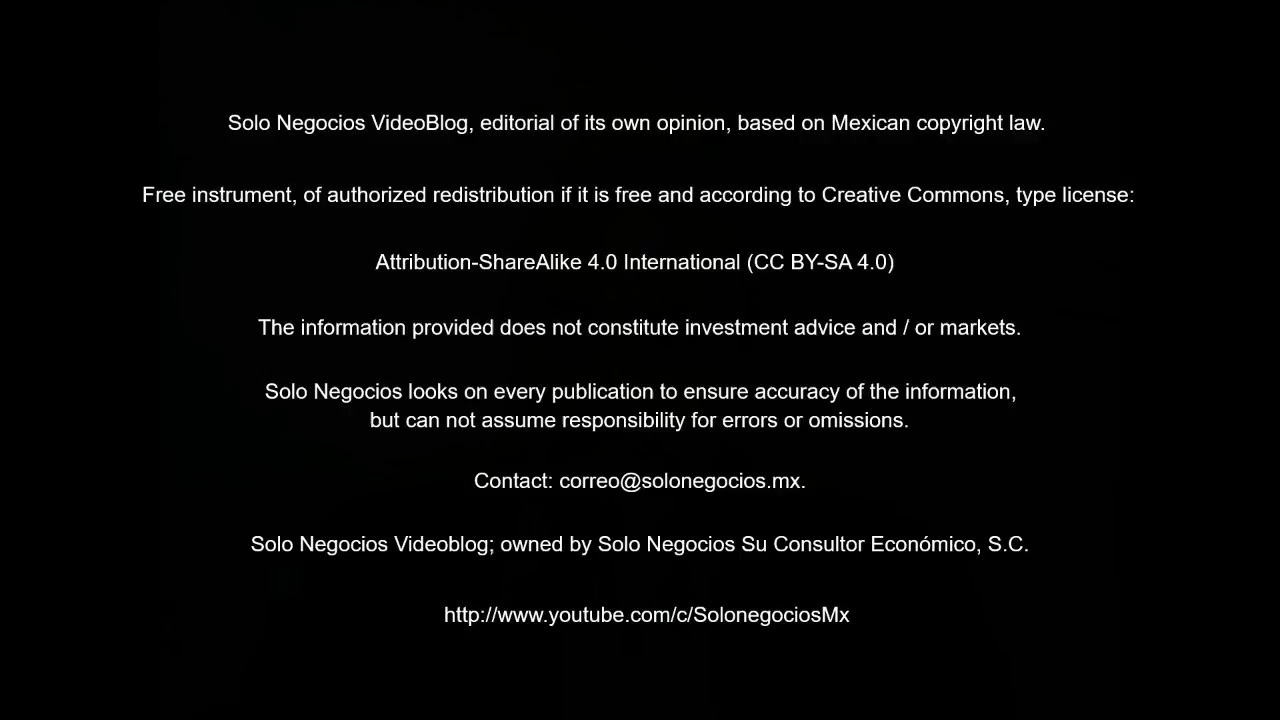 Solo Negocios VideoBlog, editorial of its own opinion, based on Mexican copyright law.
Free instrument, of authorized redistribution if it is free and according to Creative Commons, type license:
Attribution-ShareAlike 4.0 International (CC BY-SA 4.0)
The information provided does not constitute investment advice and / or markets.
Solo Negocios looks on every publication to ensure accuracy of the information,
but can not assume responsibility for errors or omissions.
Contact: correo@solonegocios.mx.
Solo Negocios Videoblog; owned by Solo Negocios Su Consultor Económico, S.C.
http://www.youtube.com/c/SolonegociosMx